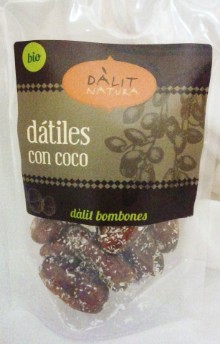 bio
DÀLIT
NATURA
dátiles
con coco
dàlit bombones